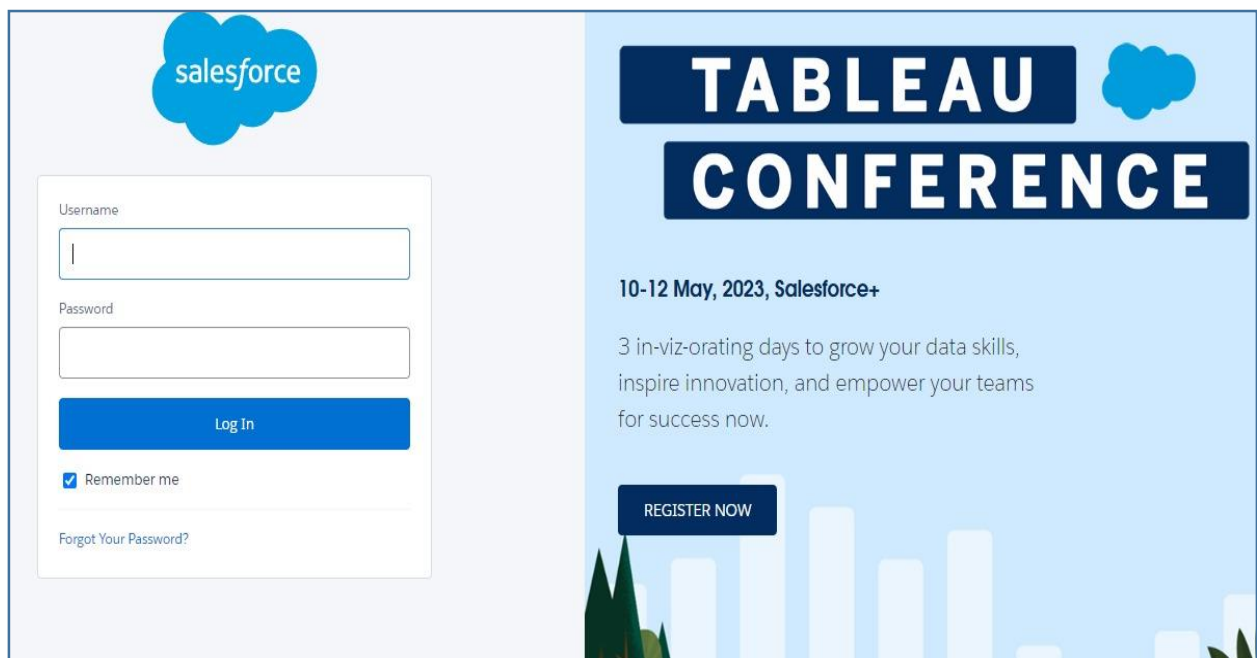 salesforce
Username
Password
Log In
Remember me
Forgot Your Password?
TABLEAU
CONFERENCE
10-12 May, 2023, Salesforce+
3 in-viz-orating days to grow your data skills,
inspire innovation, and empower your teams
for success now.
REGISTER NOW